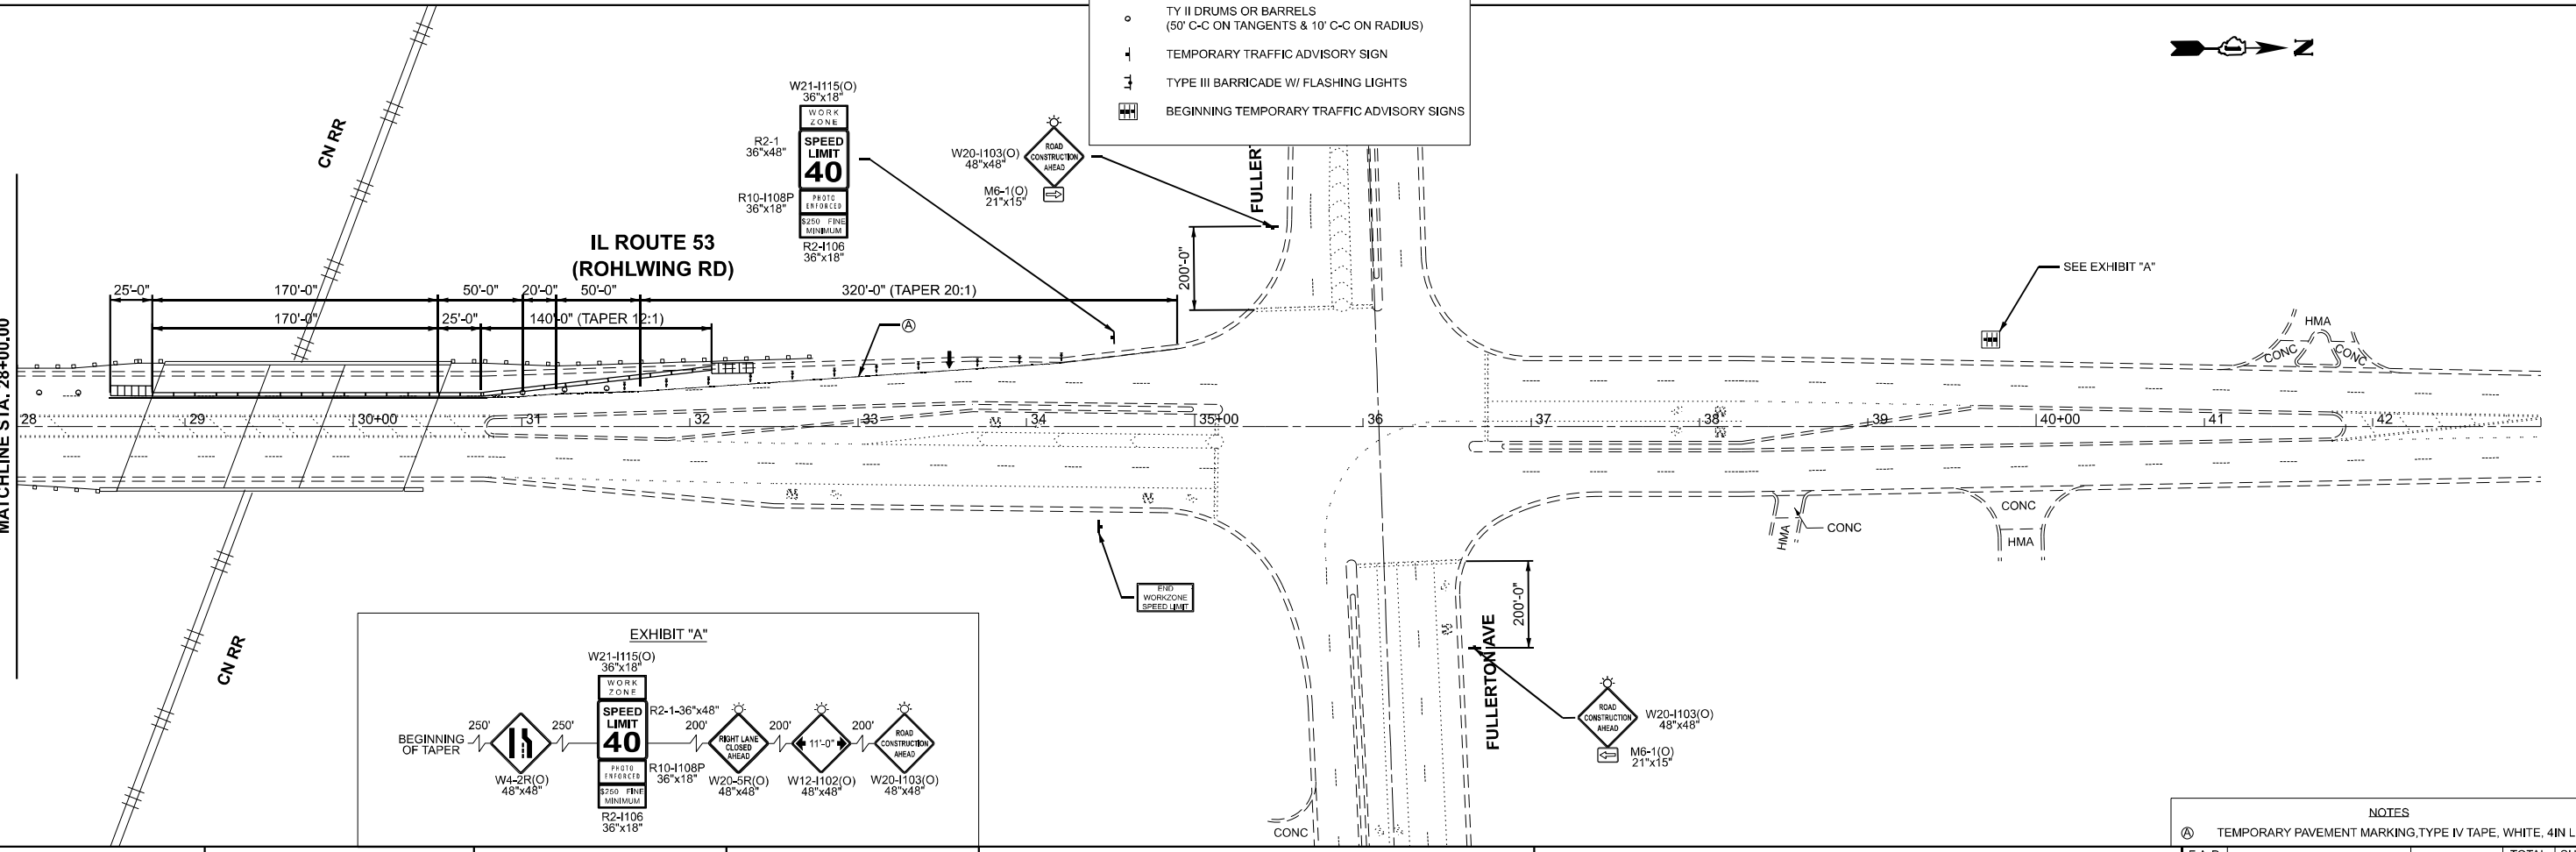 TY II DRUMS OR BARRELS
(50' C-C ON TANGENTS & 10' C-C ON RADIUS)
TEMPORARY TRAFFIC ADVISORY SIGN
TYPE III BARRICADE W/ FLASHING LIGHTS
BEGINNING TEMPORARY TRAFFIC ADVISORY SIGNS
N
CN RR
W21-I115(O)
36"x18"
WORK
ZONE
R2-1
36"x48"
SPEED
LIMIT
40
R10-I108P
36"x18"
PHOTO
ENFORCED
$250 FINE
MINIMUM
R2-I106
36"x18"
W20-I103(O)
48"x48"
ROAD
CONSTRUCTION
AHEAD
M6-1(O)
21"x15"
FULLER
200'-0"
SEE EXHIBIT "A"
IL ROUTE 53
(ROHLWING RD)
25'-0" 170'-0" 50'-0" 20'-0" 50'-0" 320'-0" (TAPER 20:1)
170'-0" 25'-0" 140'-0" (TAPER 12:1)
A
HMA
CONC CONC
MATCHLINE STA. 28+00.00
28 29 30+00 31 32 33 34 35+00 36 37 38 39 40+00 41 42
CONC
HMA
CONC
HMA
END
WORKZONE
SPEED LIMIT
200'-0"
FULLERTON AVE
CN RR
ROAD
CONSTRUCTION
AHEAD
W20-I103(O)
48"x48"
M6-1(O)
21"x15"
CONC
EXHIBIT "A"
W21-I115(O)
36"x18"
WORK
ZONE
R2-1-36"x48"
SPEED
LIMIT
40
BEGINNING
OF TAPER
250' 250' 200' 200' 200'
RIGHT LANE
CLOSED
AHEAD
11'-0"
ROAD
CONSTRUCTION
AHEAD
W4-2R(O)
48"x48"
PHOTO
ENFORCED
R10-I108P
36"x18"
W20-5R(O)
48"x48"
W12-I102(O)
48"x48"
W20-I103(O)
48"x48"
$250 FINE
MINIMUM
R2-I106
36"x18"
NOTES
A TEMPORARY PAVEMENT MARKING,TYPE IV TAPE, WHITE, 4IN L
TOTAL